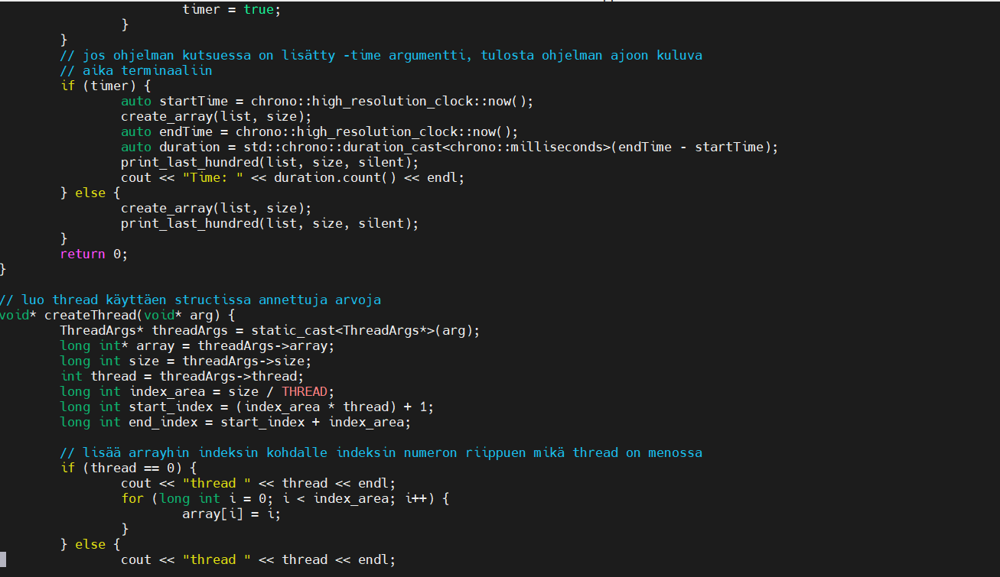 timer = true;
}
}
// jos ohjelman kutsuessa on lisätty -time argumentti, tulosta ohjelman ajoon kuluva
// aika terminaaliin
if (timer) {
auto startTime = chrono::high_resolution_clock::now();
create_array(list, size);
auto endTime = chrono::high_resolution_clock::now();
auto duration = std::chrono::duration_cast<chrono::milliseconds>(endTime - startTime);
print_last_hundred(list, size, silent);
cout << "Time: " << duration.count() << endl;
} else {
create_array(list, size);
print_last_hundred(list, size, silent);
}
return 0;
}
// luo thread käyttäen structissa annettuja arvoja
void* createThread(void* arg) {
ThreadArgs* threadArgs = static_cast<ThreadArgs*>(arg);
long int* array = threadArgs->array;
long int size = threadArgs->size;
int thread = threadArgs->thread;
long int index_area = size / THREAD;
long int start_index = (index_area * thread) + 1;
long int end_index = start_index + index_area;
// lisää arrayhin indeksin kohdalle indeksin numeron riippuen mikä thread on menossa
if (thread == 0) {
cout << "thread " << thread << endl;
for (long int i = 0; i < index_area; i++) {
array[i] = i;
}
} else {
cout << "thread " << thread << endl;